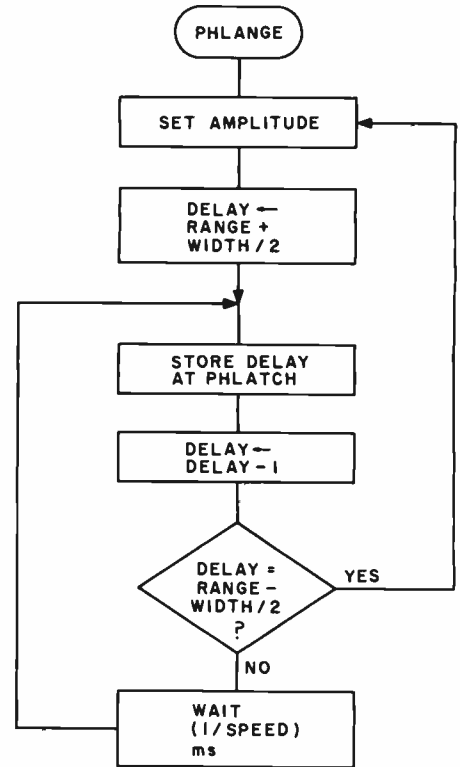 PHLANGE
SET AMPLITUDE
DELAY ←
RANGE +
WIDTH / 2
STORE DELAY
AT PHLATCH
DELAY ←
DELAY - 1
DELAY =
RANGE -
WIDTH / 2
?
YES
NO
WAIT
(1/SPEED)
ms